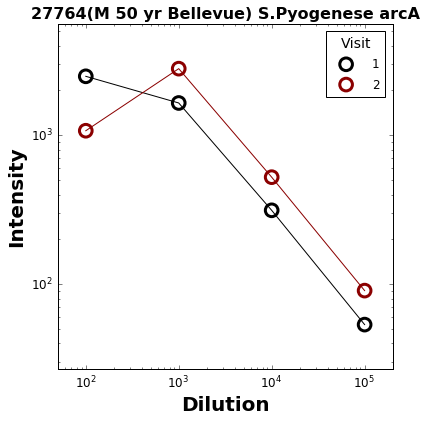 27764(M 50 yr Bellevue) S.Pyogenese arcA
Visit
1
2
10³
10²
Intensity
10² 10³ 10⁴ 10⁵
Dilution